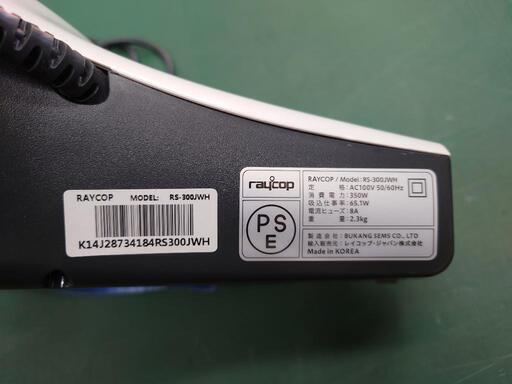 RAYCOP MODEL: RS-300JWH
K14J28734184RS300JWH
raycop
PS
E
RAYCOP / Model: RS-300JWH
定 格: AC100V 50/60Hz
消 費 電 力: 350W
吸込仕事率: 65.1W
電流ヒューズ: 8A
重 量: 2.3kg
製 造 会 社: BUKANG SEMS CO., LTD
輸入販売元: レイコップ・ジャパン株式会社
Made in KOREA